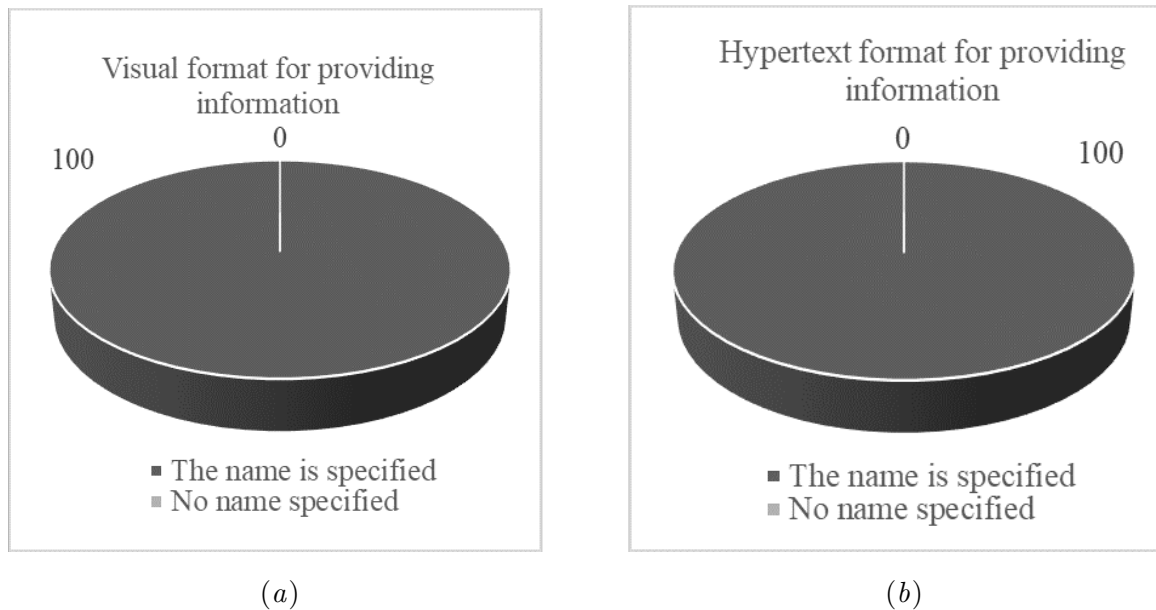 Visual format for providing
information
0
100
The name is specified
No name specified
(a)
Hypertext format for providing
information
0
100
The name is specified
No name specified
(b)